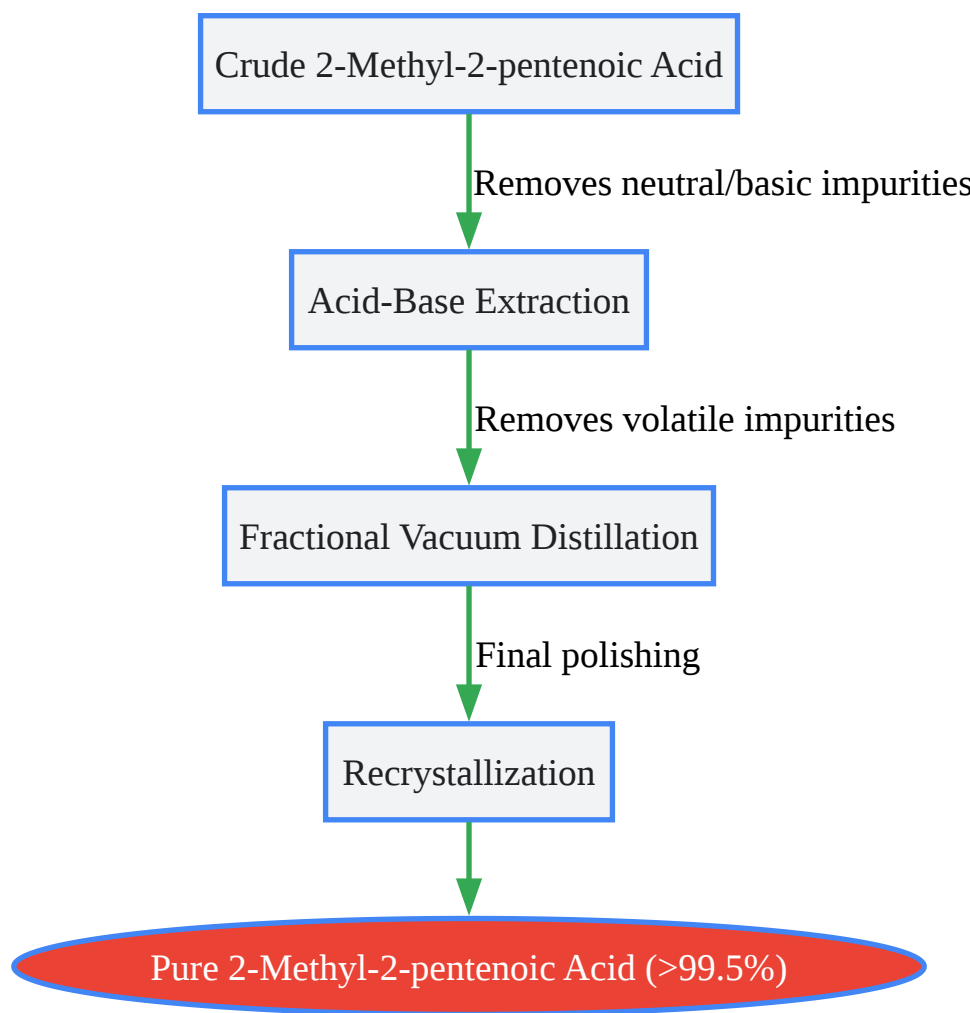 Crude 2-Methyl-2-pentenoic Acid
Removes neutral/basic impurities
Acid-Base Extraction
Removes volatile impurities
Fractional Vacuum Distillation
Final polishing
Recrystallization
Pure 2-Methyl-2-pentenoic Acid (>99.5%)